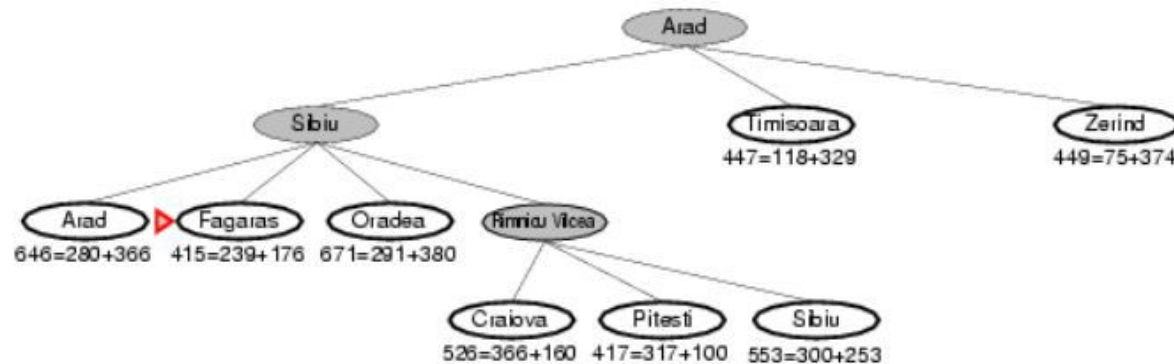 Arad
Sibiu
Timisoara
Zerind
447=118+329
449=75+374
Arad
Fagaras
Oradea
Rimnicu Vilcea
646=280+366
415=239+176
671=291+380
Craiova
Pitesti
Sibiu
526=366+160
417=317+100
553=300+253